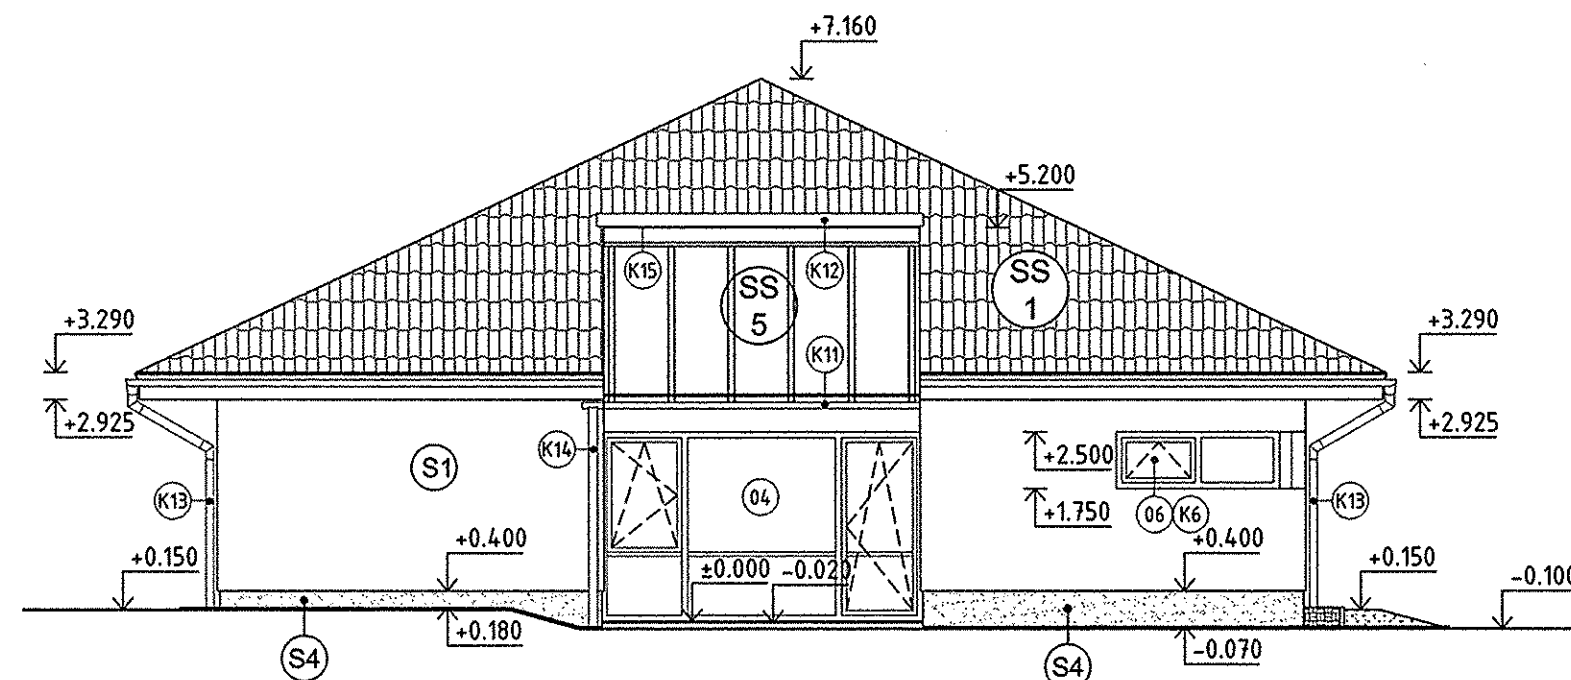 +7.160
+5.200
K15
K12
SS
5
SS
1
+3.290
+3.290
K11
+2.925
+2.925
S1
K14
+2.500
K13
04
+1.750
06
K6
K13
+0.400
+0.400
+0.150
±0.000
-0.020
+0.150
-0.100
+0.180
S4
S4
-0.070